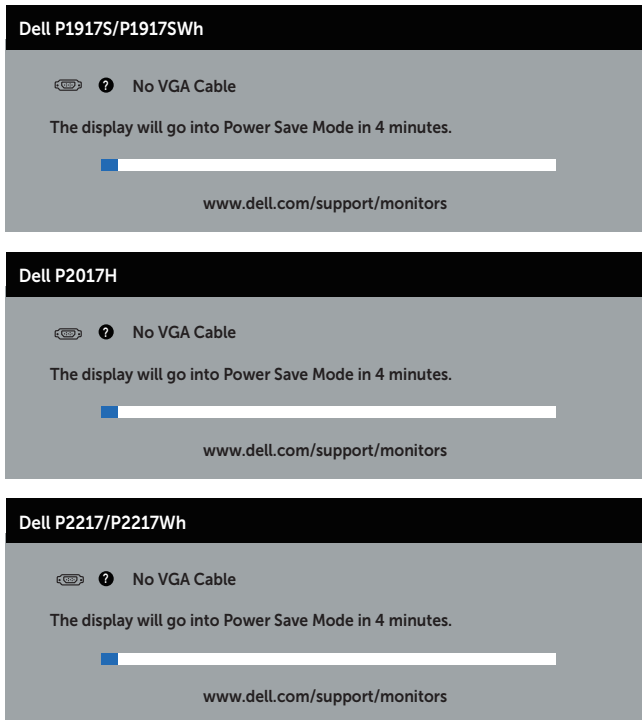 Dell P1917S/P1917SWh
? No VGA Cable
The display will go into Power Save Mode in 4 minutes.
www.dell.com/support/monitors
Dell P2017H
? No VGA Cable
The display will go into Power Save Mode in 4 minutes.
www.dell.com/support/monitors
Dell P2217/P2217Wh
? No VGA Cable
The display will go into Power Save Mode in 4 minutes.
www.dell.com/support/monitors